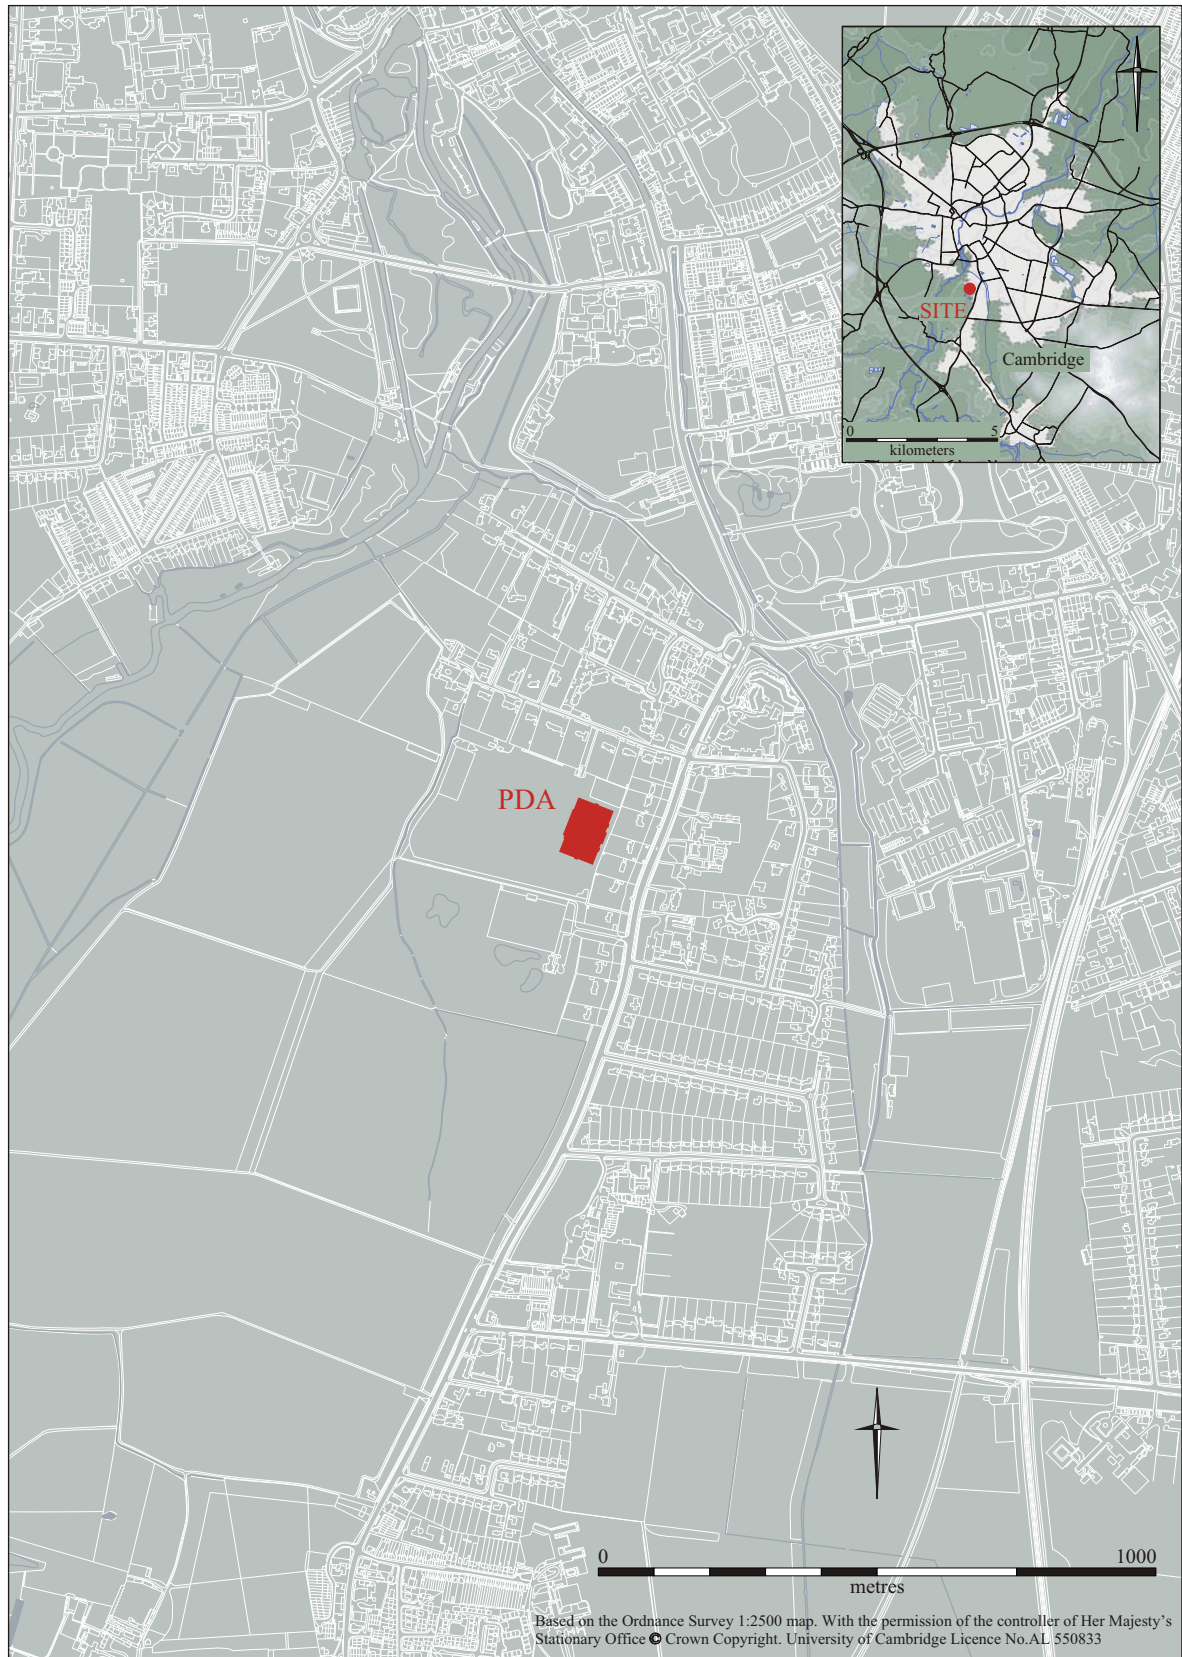 SITE
Cambridge
0 5
kilometers
PDA
0 1000
metres
Based on the Ordnance Survey 1:2500 map. With the permission of the controller of Her Majesty's
Stationary Office © Crown Copyright. University of Cambridge Licence No.AL 550833